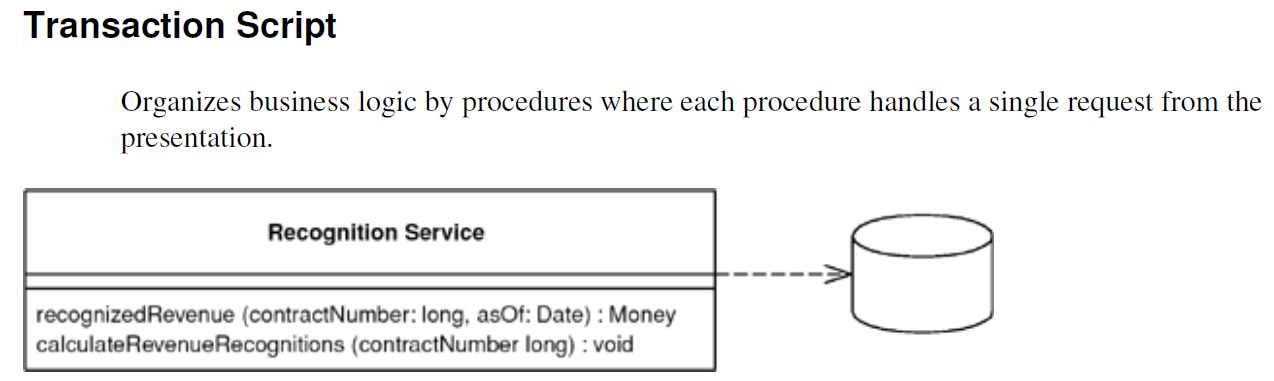 Transaction Script
Organizes business logic by procedures where each procedure handles a single request from the
presentation.
Recognition Service
recognizedRevenue (contractNumber: long, asOf: Date) : Money
calculateRevenueRecognitions (contractNumber long) : void